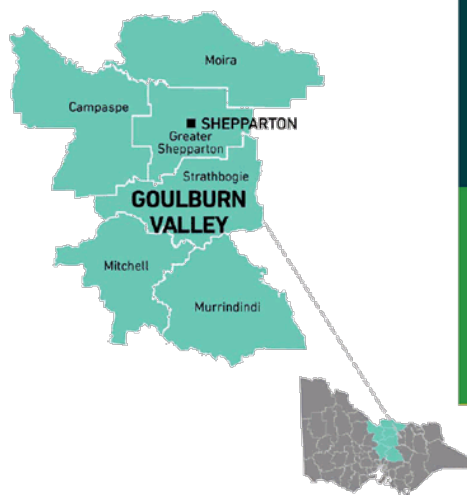 Moira
Campaspe
SHEPPARTON
Greater
Shepparton
Strathbogie
GOULBURN
VALLEY
Mitchell
Murrindindi